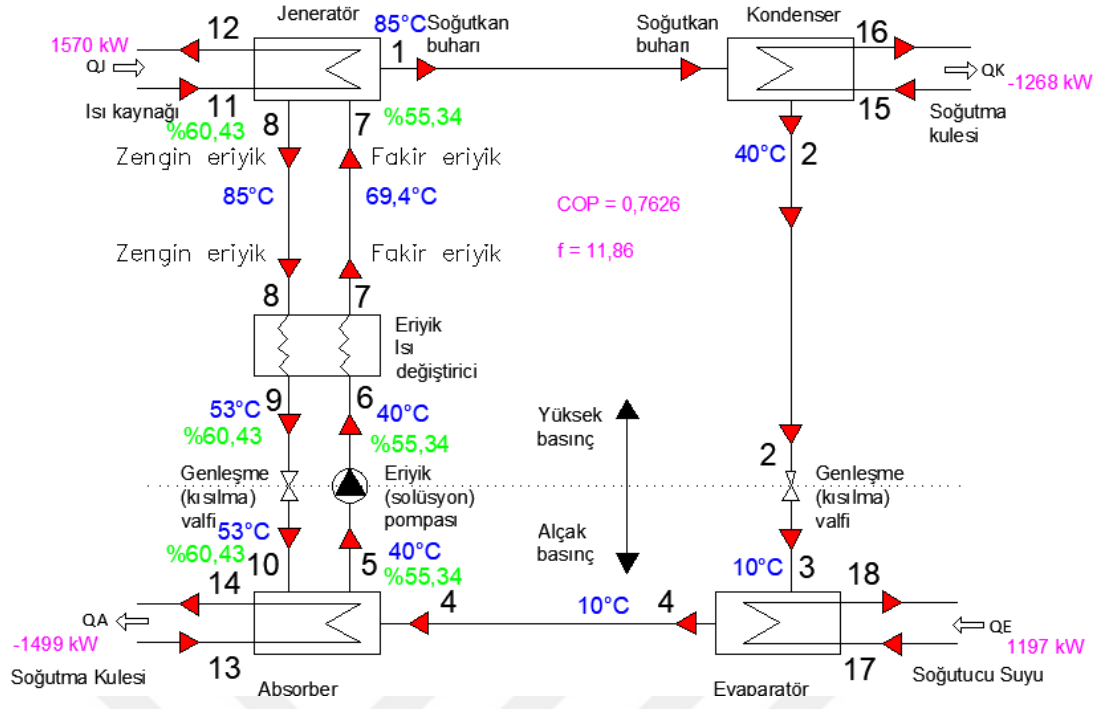 Jeneratör
Kondenser
12
85°C
Soğutkan
buharı
Soğutkan
buharı
16
1570 kW
1
QJ
QK
-1268 kW
11
15
Isı kaynağı
Soğutma
kulesi
%60,43
8
7
%55,34
Zengin eriyik
Fakir eriyik
40°C
2
85°C
69,4°C
COP = 0,7626
Zengin eriyik
Fakir eriyik
f = 11,86
8
7
Eriyik
Isı
değiştirici
9
6
53°C
40°C
%60,43
%55,34
Yüksek
basınç
2
Genleşme
(kısılma)
valfi
Eriyik
(solüsyon)
pompası
Genleşme
(kısılma)
valfi
53°C
Alçak
basınç
40°C
%60,43
10
5
%55,34
10°C
3
14
18
4
10°C
4
QA
QE
-1499 kW
1197 kW
13
17
Soğutma Kulesi
Absorber
Evaparatör
Soğutucu Suyu